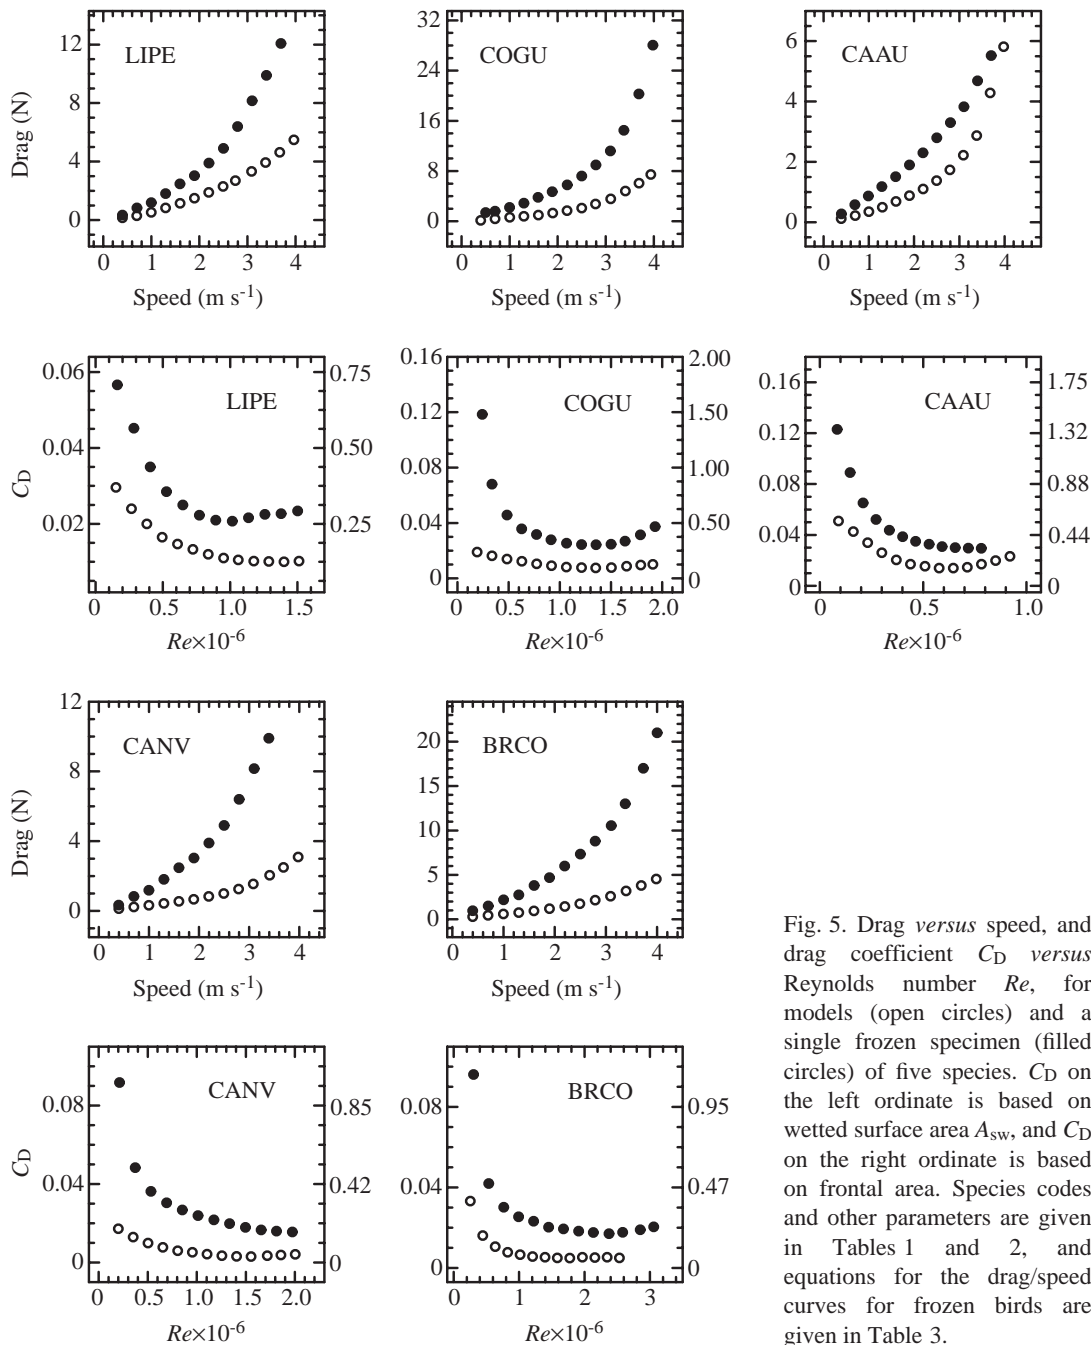 LIPE
COGU
CAAU
Drag (N)
12
8
4
0
32
24
16
8
0
6
4
2
0
0 1 2 3 4
0 1 2 3 4
0 1 2 3 4
Speed (m s-1)
Speed (m s-1)
Speed (m s-1)
LIPE
COGU
CAAU
CD
0.06
0.04
0.02
0.75
0.50
0.25
0.16
0.12
0.08
0.04
0
2.00
1.50
1.00
0.50
0
0.16
0.12
0.08
0.04
0
1.75
1.32
0.88
0.44
0
0 0.5 1.0 1.5
0 0.5 1.0 1.5 2.0
0 0.5 1.0
Re×10-6
Re×10-6
Re×10-6
CANV
BRCO
Drag (N)
12
8
4
0
20
15
10
5
0
0 1 2 3 4
0 1 2 3 4
Speed (m s-1)
Speed (m s-1)
CANV
BRCO
CD
0.08
0.04
0
0.85
0.42
0
0.08
0.04
0
0.95
0.47
0
0 0.5 1.0 1.5 2.0
0 1 2 3
Re×10-6
Re×10-6
Fig. 5. Drag versus speed, and
drag coefficient CD versus
Reynolds number Re, for
models (open circles) and a
single frozen specimen (filled
circles) of five species. CD on
the left ordinate is based on
wetted surface area Asw, and CD
on the right ordinate is based
on frontal area. Species codes
and other parameters are given
in Tables 1 and 2, and
equations for the drag/speed
curves for frozen birds are
given in Table 3.